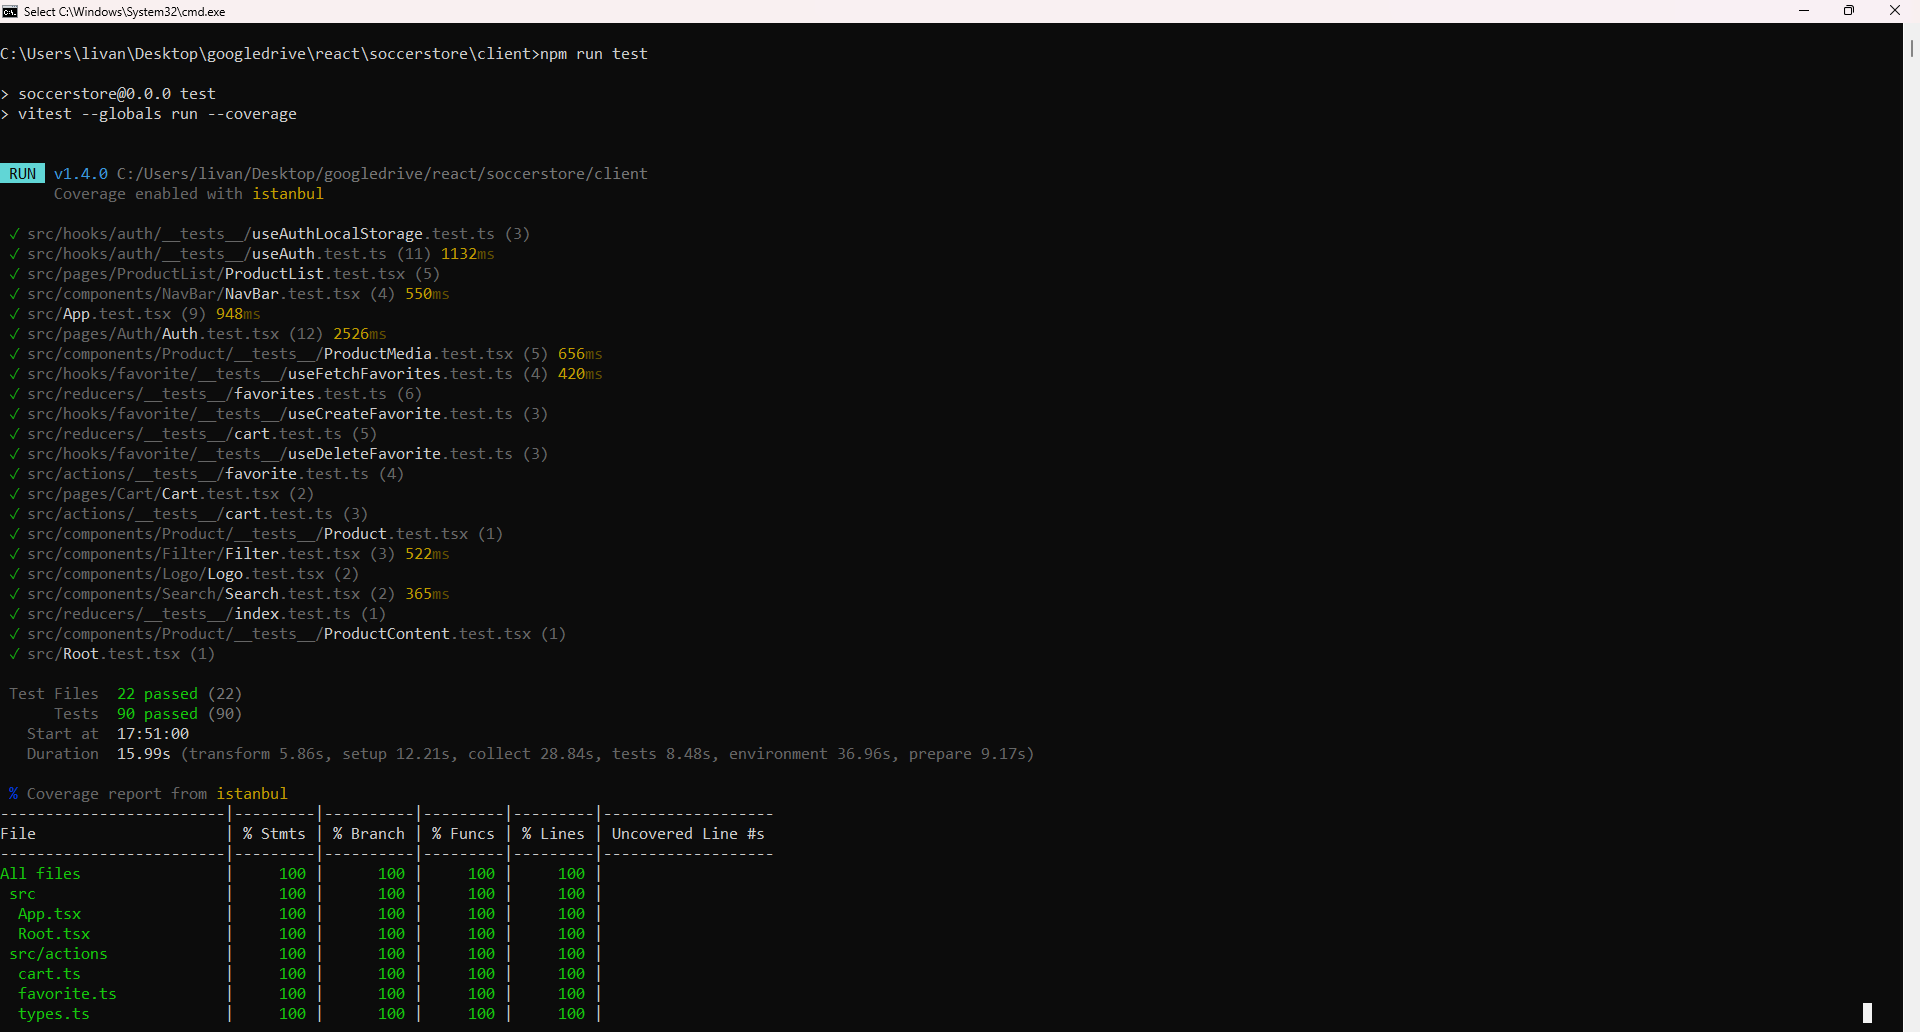 Select C:\Windows\System32\cmd.exe
C:\Users\livan\Desktop\googledrive\react\soccerstore\client>npm run test
> soccerstore@0.0.0 test
> vitest --globals run --coverage
RUN v1.4.0 C:/Users/livan/Desktop/googledrive/react/soccerstore/client
Coverage enabled with istanbul
✓ src/hooks/auth/__tests__/useAuthLocalStorage.test.ts (3)
✓ src/hooks/auth/__tests__/useAuth.test.ts (11) 1132ms
✓ src/pages/ProductList/ProductList.test.tsx (5)
✓ src/components/NavBar/NavBar.test.tsx (4) 550ms
✓ src/App.test.tsx (9) 948ms
✓ src/pages/Auth/Auth.test.tsx (12) 2526ms
✓ src/components/Product/__tests__/ProductMedia.test.tsx (5) 656ms
✓ src/hooks/favorite/__tests__/useFetchFavorites.test.ts (4) 420ms
✓ src/reducers/__tests__/favorites.test.ts (6)
✓ src/hooks/favorite/__tests__/useCreateFavorite.test.ts (3)
✓ src/reducers/__tests__/cart.test.ts (5)
✓ src/hooks/favorite/__tests__/useDeleteFavorite.test.ts (3)
✓ src/actions/__tests__/favorite.test.ts (4)
✓ src/pages/Cart/Cart.test.tsx (2)
✓ src/actions/__tests__/cart.test.ts (3)
✓ src/components/Product/__tests__/Product.test.tsx (1)
✓ src/components/Filter/Filter.test.tsx (3) 522ms
✓ src/components/Logo/Logo.test.tsx (2)
✓ src/components/Search/Search.test.tsx (2) 365ms
✓ src/reducers/__tests__/index.test.ts (1)
✓ src/components/Product/__tests__/ProductContent.test.tsx (1)
✓ src/Root.test.tsx (1)
Test Files 22 passed (22)
Tests 90 passed (90)
Start at 17:51:00
Duration 15.99s (transform 5.86s, setup 12.21s, collect 28.84s, tests 8.48s, environment 36.96s, prepare 9.17s)
% Coverage report from istanbul
-------------------------|---------|----------|---------|---------|-------------------
File | % Stmts | % Branch | % Funcs | % Lines | Uncovered Line #s
-------------------------|---------|----------|---------|---------|-------------------
All files | 100 | 100 | 100 | 100 |
src | 100 | 100 | 100 | 100 |
App.tsx | 100 | 100 | 100 | 100 |
Root.tsx | 100 | 100 | 100 | 100 |
src/actions | 100 | 100 | 100 | 100 |
cart.ts | 100 | 100 | 100 | 100 |
favorite.ts | 100 | 100 | 100 | 100 |
types.ts | 100 | 100 | 100 | 100 |